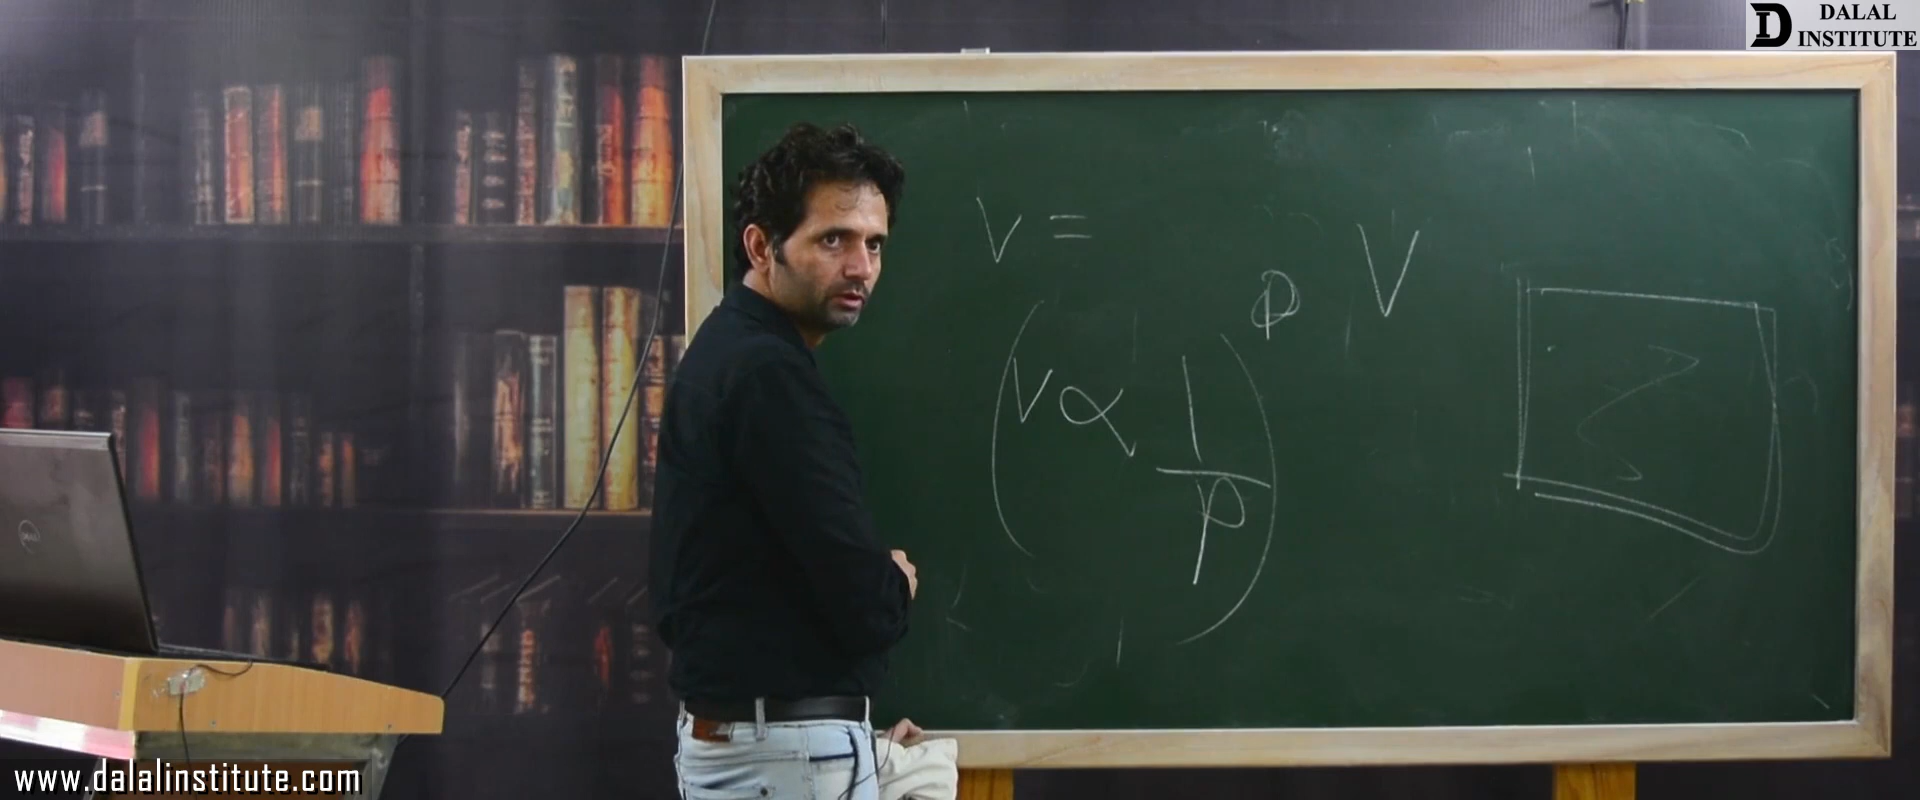 DALAL
INSTITUTE
V =
P V
V ∝ 1/P
www.dalalinstitute.com